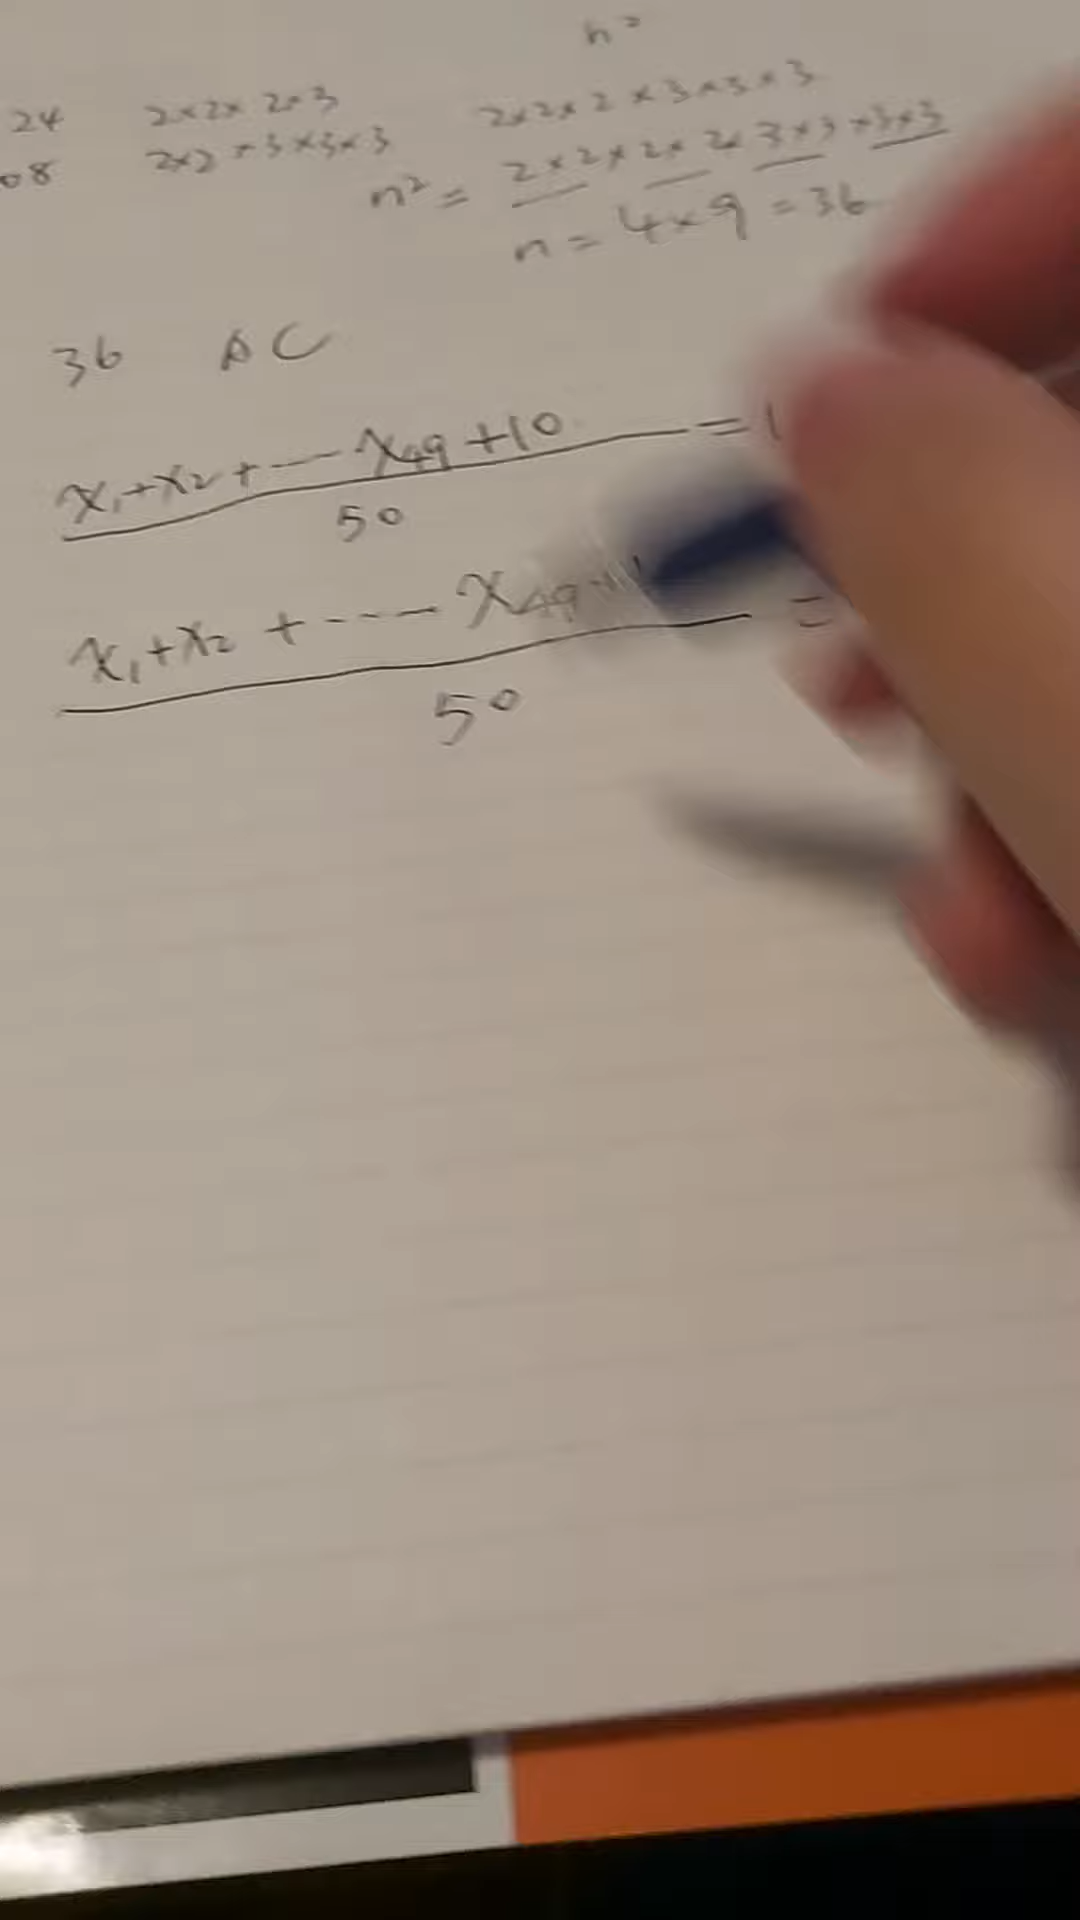 n²
24 2×2×2×3 2×2×2×3×3×3
08 2×2×3×3×3 n² = 2×2×2×2×3×3×3×3
n = 4×9 = 36
36 AC
x₁+x₂+---- x₄₉+10 = 1
50
x₁+x₂ +----- x₄₉+ =
50